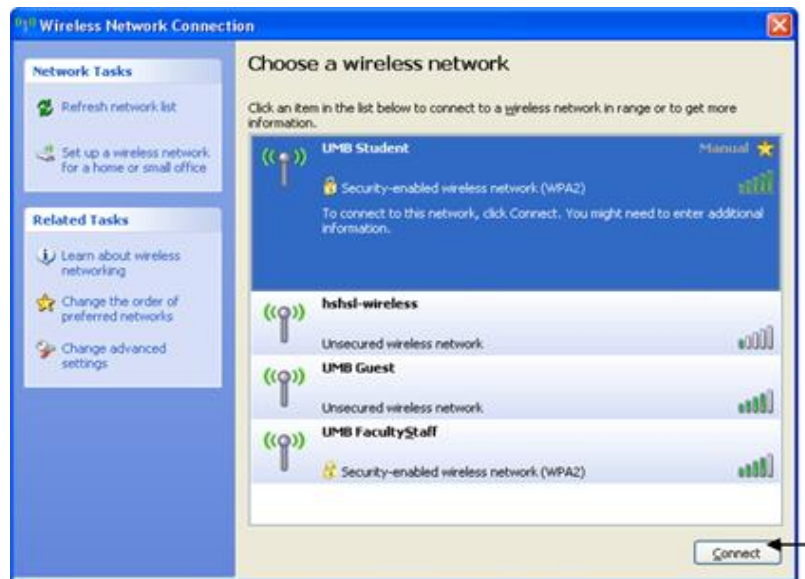 Wireless Network Connection
Network Tasks
Refresh network list
Set up a wireless network
for a home or small office
Related Tasks
Learn about wireless
networking
Change the order of
preferred networks
Change advanced
settings
Choose a wireless network
Click an item in the list below to connect to a wireless network in range or to get more
information.
UMB Student
Manual
Security-enabled wireless network (WPA2)
To connect to this network, click Connect. You might need to enter additional
information.
hshsl-wireless
Unsecured wireless network
UMB Guest
Unsecured wireless network
UMB FacultyStaff
Security-enabled wireless network (WPA2)
Connect